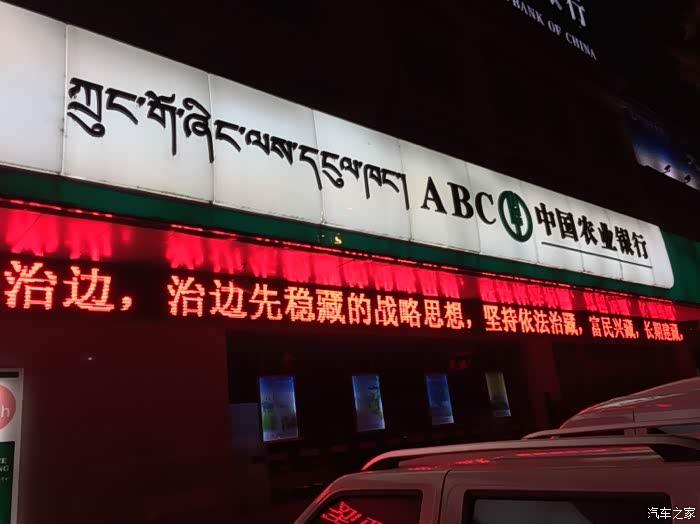 BANK OF CHINA
ཀྲུང་གོ་ཞིང་ལས་དངུལ་ཁང། ABC 中国农业银行
治边，治边先稳藏的战略思想，坚持依法治藏，富民兴藏，长期建藏，
汽车之家